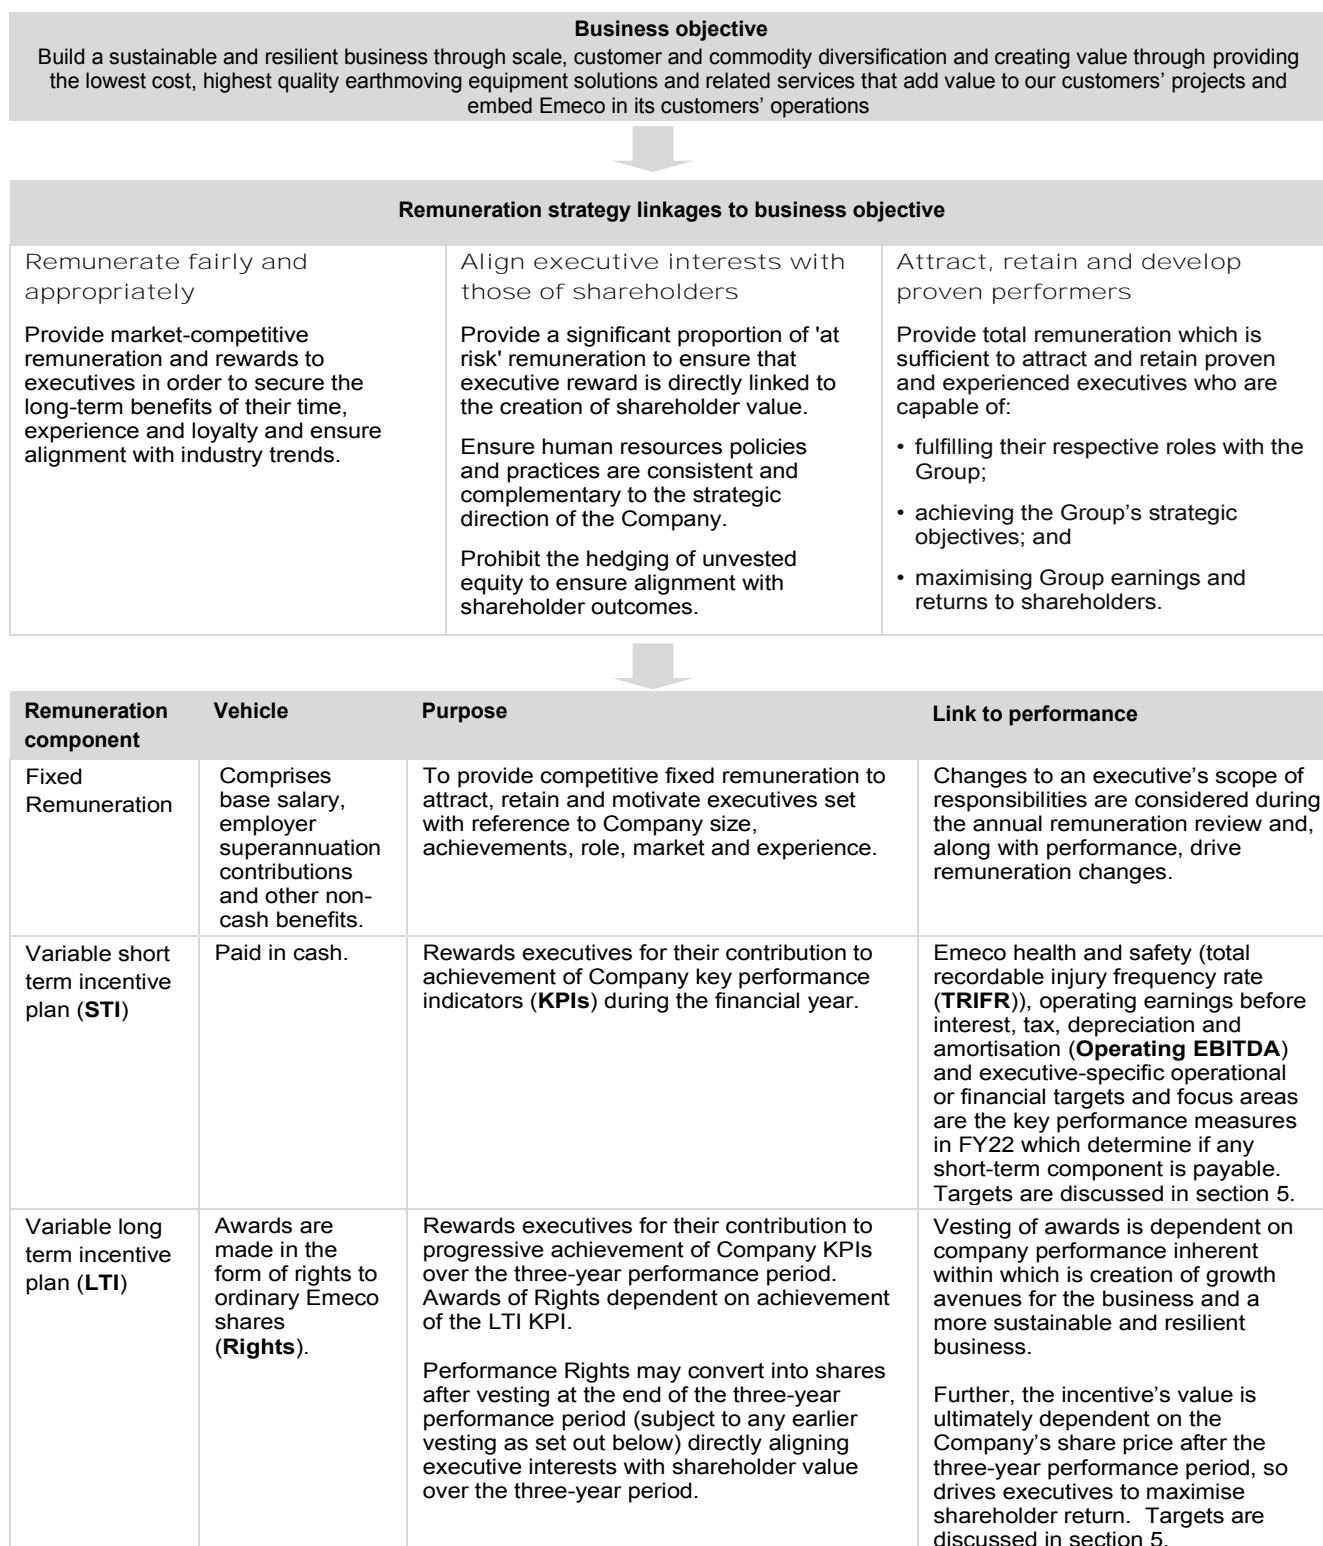 Business objective
Build a sustainable and resilient business through scale, customer and commodity diversification and creating value through providing
the lowest cost, highest quality earthmoving equipment solutions and related services that add value to our customers’ projects and
embed Emeco in its customers’ operations
Remuneration strategy linkages to business objective
Remunerate fairly and
appropriately
Provide market-competitive
remuneration and rewards to
executives in order to secure the
long-term benefits of their time,
experience and loyalty and ensure
alignment with industry trends.
Align executive interests with
those of shareholders
Provide a significant proportion of 'at
risk' remuneration to ensure that
executive reward is directly linked to
the creation of shareholder value.
Ensure human resources policies
and practices are consistent and
complementary to the strategic
direction of the Company.
Prohibit the hedging of unvested
equity to ensure alignment with
shareholder outcomes.
Attract, retain and develop
proven performers
Provide total remuneration which is
sufficient to attract and retain proven
and experienced executives who are
capable of:
• fulfilling their respective roles with the
Group;
• achieving the Group’s strategic
objectives; and
• maximising Group earnings and
returns to shareholders.
Remuneration
component
Vehicle
Purpose
Link to performance
Fixed
Remuneration
Comprises
base salary,
employer
superannuation
contributions
and other non-
cash benefits.
To provide competitive fixed remuneration to
attract, retain and motivate executives set
with reference to Company size,
achievements, role, market and experience.
Changes to an executive’s scope of
responsibilities are considered during
the annual remuneration review and,
along with performance, drive
remuneration changes.
Variable short
term incentive
plan (STI)
Paid in cash.
Rewards executives for their contribution to
achievement of Company key performance
indicators (KPIs) during the financial year.
Emeco health and safety (total
recordable injury frequency rate
(TRIFR)), operating earnings before
interest, tax, depreciation and
amortisation (Operating EBITDA)
and executive-specific operational
or financial targets and focus areas
are the key performance measures
in FY22 which determine if any
short-term component is payable.
Targets are discussed in section 5.
Variable long
term incentive
plan (LTI)
Awards are
made in the
form of rights to
ordinary Emeco
shares
(Rights).
Rewards executives for their contribution to
progressive achievement of Company KPIs
over the three-year performance period.
Awards of Rights dependent on achievement
of the LTI KPI.
Performance Rights may convert into shares
after vesting at the end of the three-year
performance period (subject to any earlier
vesting as set out below) directly aligning
executive interests with shareholder value
over the three-year period.
Vesting of awards is dependent on
company performance inherent
within which is creation of growth
avenues for the business and a
more sustainable and resilient
business.
Further, the incentive’s value is
ultimately dependent on the
Company’s share price after the
three-year performance period, so
drives executives to maximise
shareholder return. Targets are
discussed in section 5.